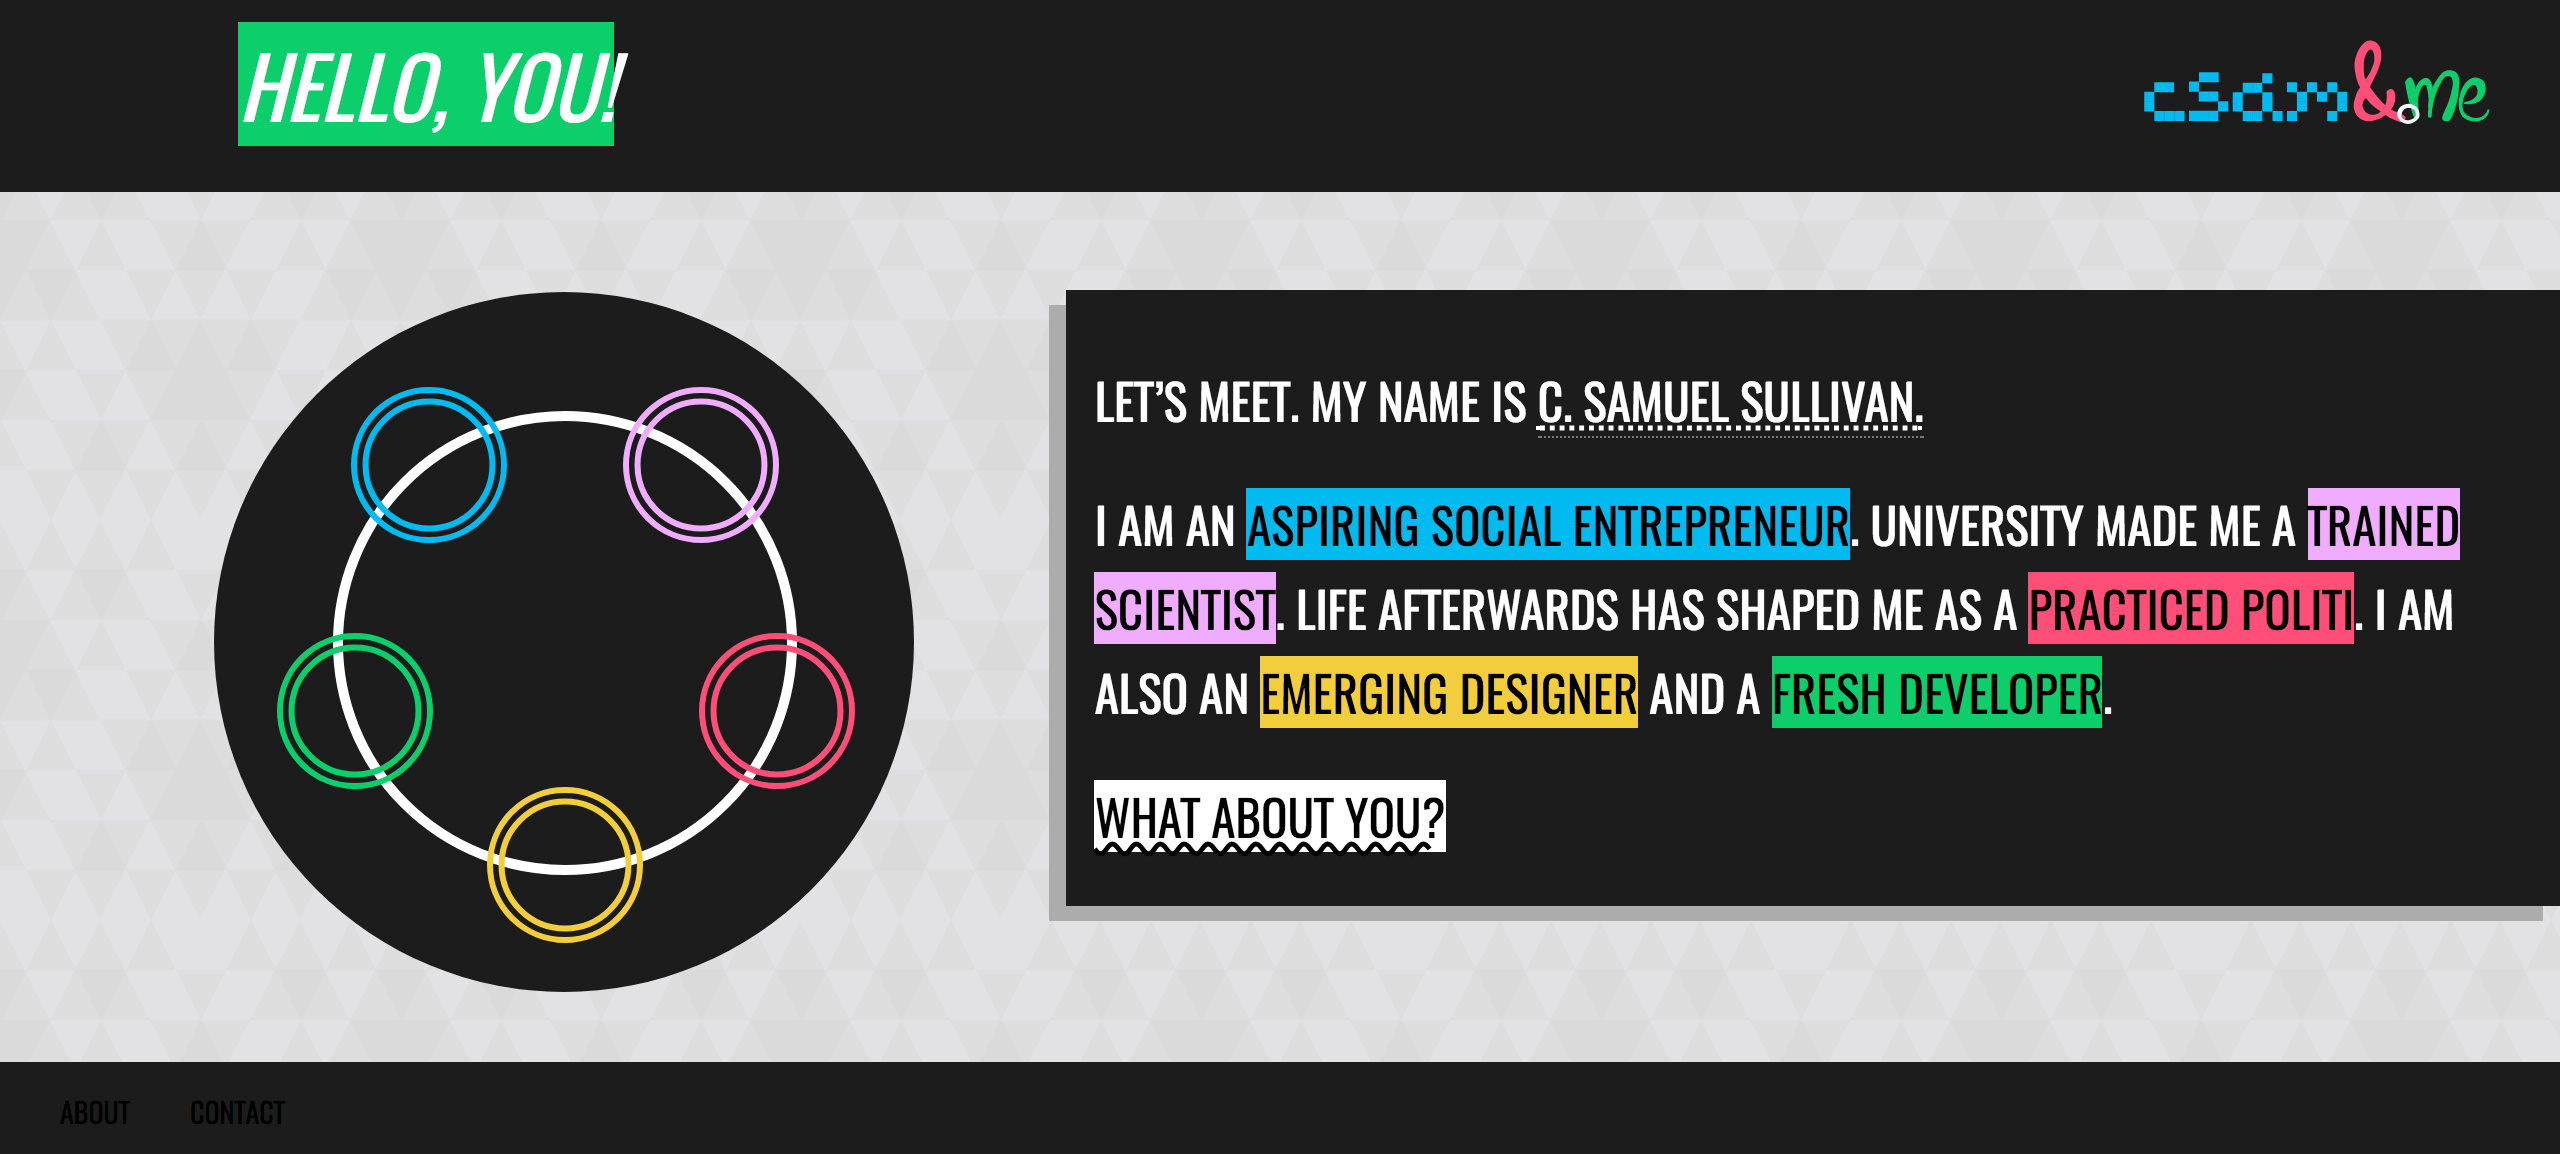 HELLO, YOU!
csam&me
LET’S MEET. MY NAME IS C. SAMUEL SULLIVAN.
I AM AN ASPIRING SOCIAL ENTREPRENEUR. UNIVERSITY MADE ME A TRAINED
SCIENTIST. LIFE AFTERWARDS HAS SHAPED ME AS A PRACTICED POLITI. I AM
ALSO AN EMERGING DESIGNER AND A FRESH DEVELOPER.
WHAT ABOUT YOU?
ABOUT CONTACT